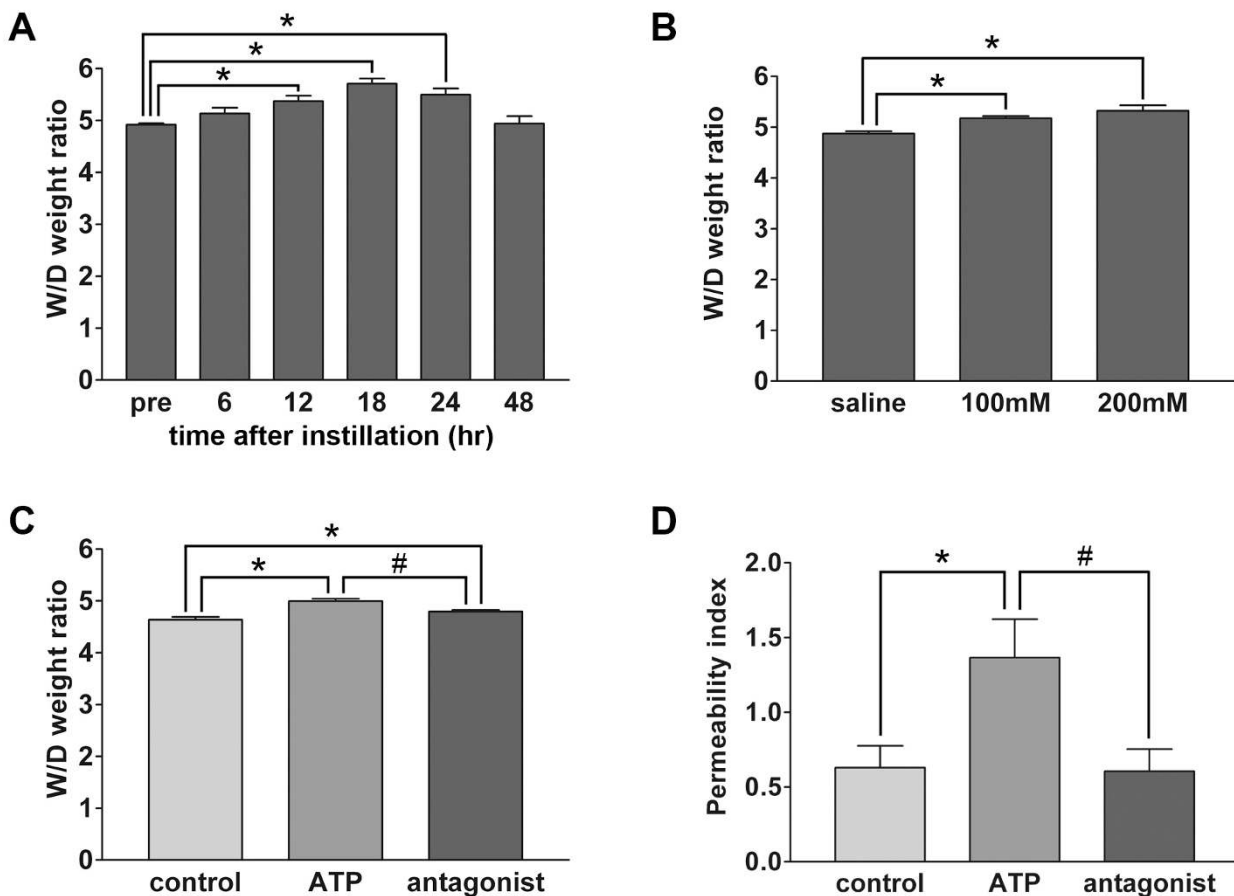 A
*
*
*
W/D weight ratio
6
5
4
3
2
1
0
pre 6 12 18 24 48
time after instillation (hr)
B
*
*
W/D weight ratio
6
5
4
3
2
1
0
saline 100mM 200mM
C
*
* #
W/D weight ratio
6
5
4
3
2
1
0
control ATP antagonist
D
* #
Permeability index
2.0
1.5
1.0
0.5
0.0
control ATP antagonist